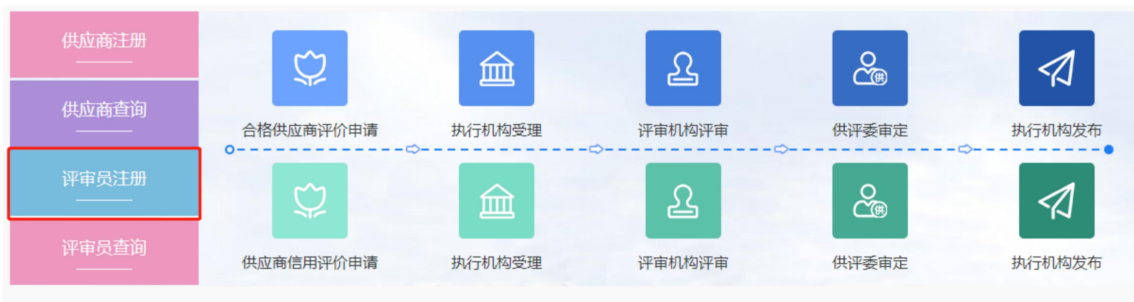 供应商注册
供应商查询
评审员注册
评审员查询
合格供应商评价申请
执行机构受理
评审机构评审
供评委审定
执行机构发布
供
供应商信用评价申请
执行机构受理
评审机构评审
供评委审定
执行机构发布
供